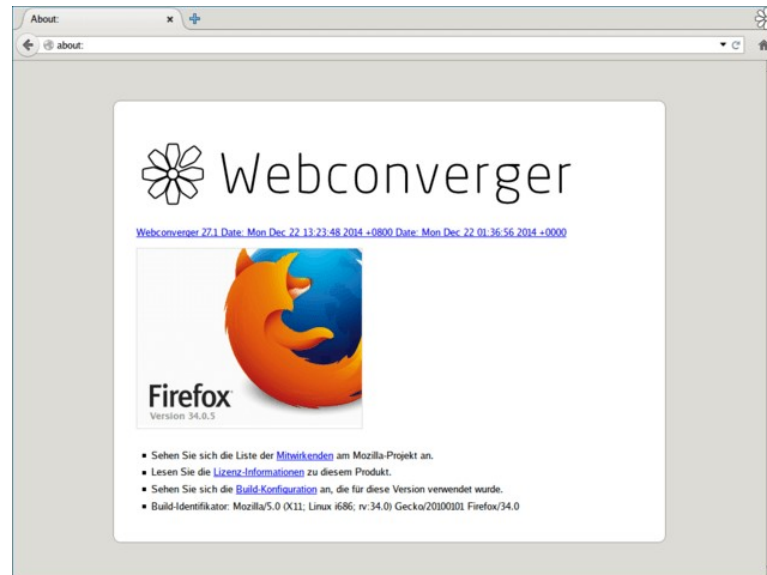 About:
about:
Webconverger
Webconverger 27.1 Date: Mon Dec 22 13:23:48 2014 +0800 Date: Mon Dec 22 01:36:56 2014 +0000
Firefox
Version 34.0.5
Sehen Sie sich die Liste der Mitwirkenden am Mozilla-Projekt an.
Lesen Sie die Lizenz-Informationen zu diesem Produkt.
Sehen Sie sich die Build-Konfiguration an, die für diese Version verwendet wurde.
Build-Identifikator: Mozilla/5.0 (X11; Linux i686; rv:34.0) Gecko/20100101 Firefox/34.0